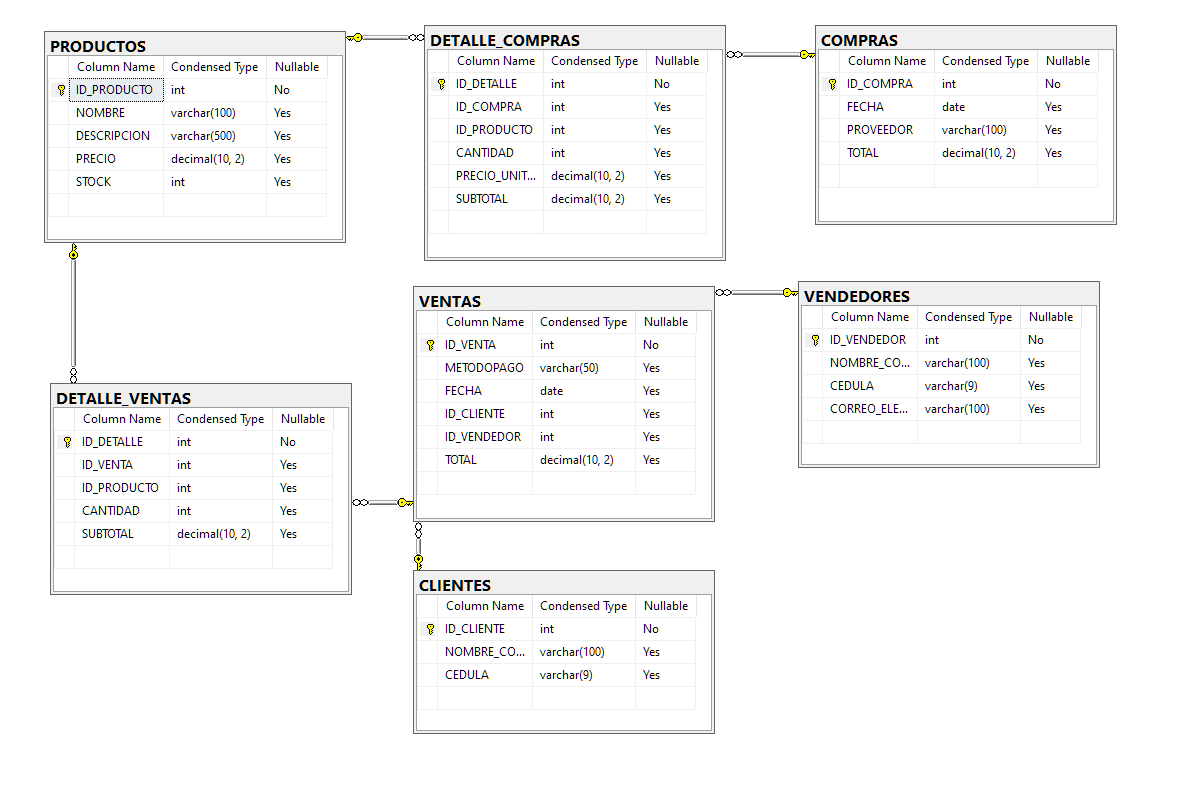 PRODUCTOS
Column Name Condensed Type Nullable
ID_PRODUCTO int No
NOMBRE varchar(100) Yes
DESCRIPCION varchar(500) Yes
PRECIO decimal(10, 2) Yes
STOCK int Yes
DETALLE_COMPRAS
Column Name Condensed Type Nullable
ID_DETALLE int No
ID_COMPRA int Yes
ID_PRODUCTO int Yes
CANTIDAD int Yes
PRECIO_UNIT... decimal(10, 2) Yes
SUBTOTAL decimal(10, 2) Yes
COMPRAS
Column Name Condensed Type Nullable
ID_COMPRA int No
FECHA date Yes
PROVEEDOR varchar(100) Yes
TOTAL decimal(10, 2) Yes
VENTAS
Column Name Condensed Type Nullable
ID_VENTA int No
METODOPAGO varchar(50) Yes
FECHA date Yes
ID_CLIENTE int Yes
ID_VENDEDOR int Yes
TOTAL decimal(10, 2) Yes
VENDEDORES
Column Name Condensed Type Nullable
ID_VENDEDOR int No
NOMBRE_CO... varchar(100) Yes
CEDULA varchar(9) Yes
CORREO_ELE... varchar(100) Yes
DETALLE_VENTAS
Column Name Condensed Type Nullable
ID_DETALLE int No
ID_VENTA int Yes
ID_PRODUCTO int Yes
CANTIDAD int Yes
SUBTOTAL decimal(10, 2) Yes
CLIENTES
Column Name Condensed Type Nullable
ID_CLIENTE int No
NOMBRE_CO... varchar(100) Yes
CEDULA varchar(9) Yes